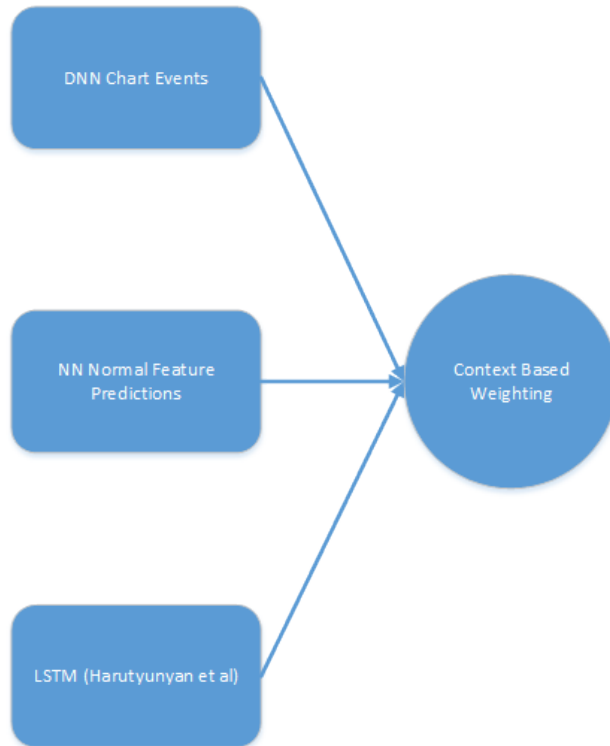 DNN Chart Events
NN Normal Feature
Predictions
Context Based
Weighting
LSTM (Harutyunyan et al)